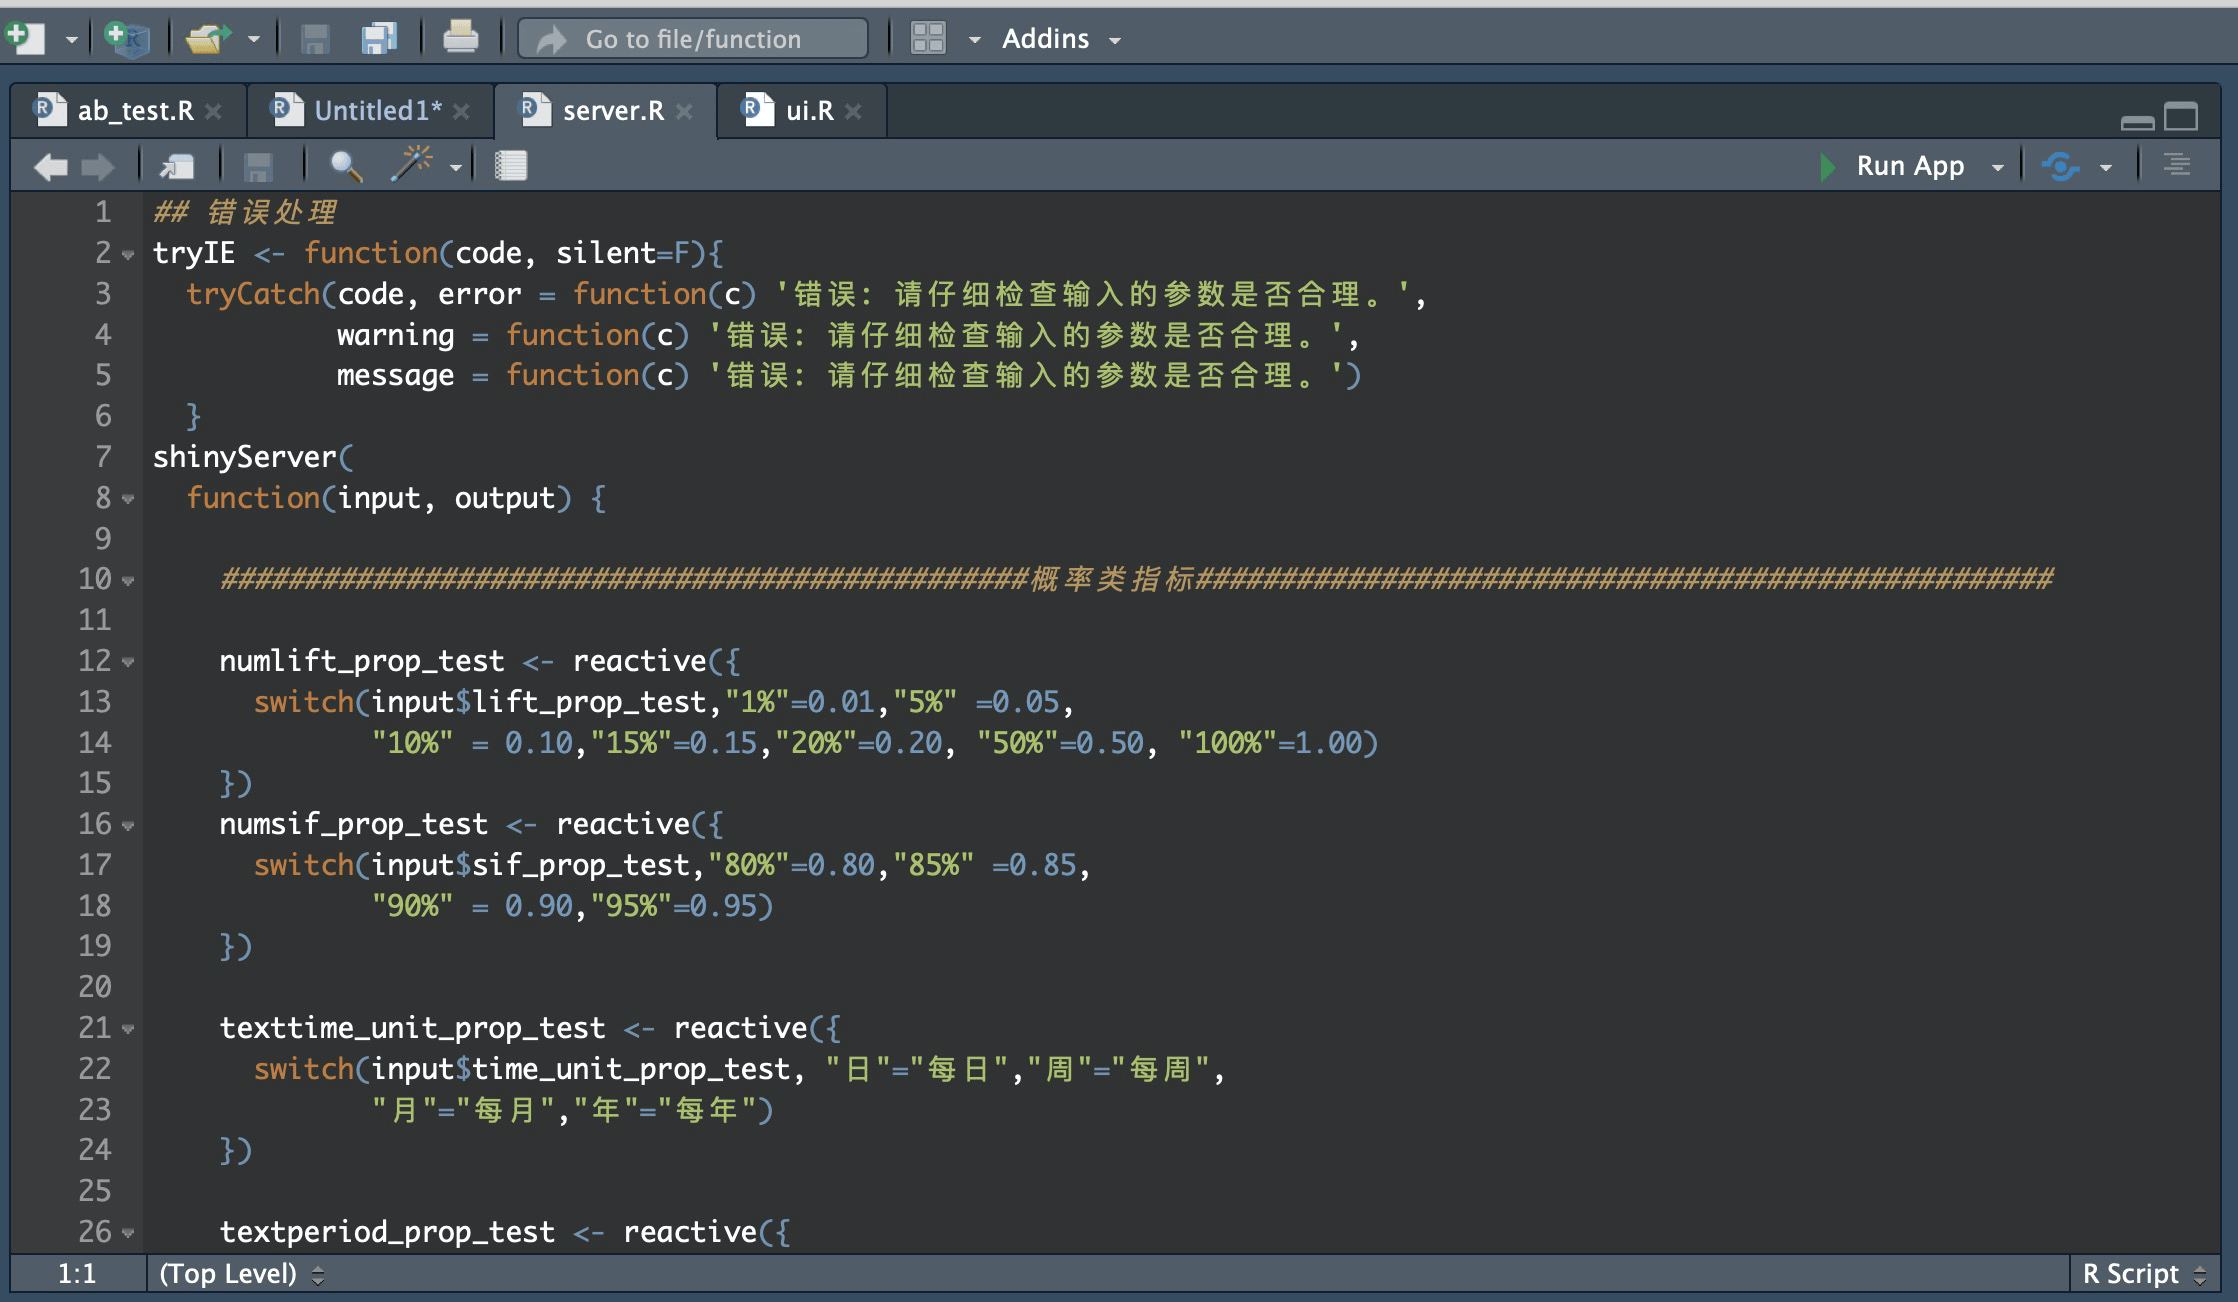 Go to file/function Addins
ab_test.R Untitled1* server.R ui.R
Run App
1 ## 错误处理
2 tryIE <- function(code, silent=F){
3   tryCatch(code, error = function(c) '错误: 请仔细检查输入的参数是否合理。',
4            warning = function(c) '错误: 请仔细检查输入的参数是否合理。',
5            message = function(c) '错误: 请仔细检查输入的参数是否合理。')
6   }
7 shinyServer(
8   function(input, output) {
9
10     ################################################概率类指标###################################################
11
12     numlift_prop_test <- reactive({
13       switch(input$lift_prop_test,"1%"=0.01,"5%" =0.05,
14              "10%" = 0.10,"15%"=0.15,"20%"=0.20, "50%"=0.50, "100%"=1.00)
15     })
16     numsif_prop_test <- reactive({
17       switch(input$sif_prop_test,"80%"=0.80,"85%" =0.85,
18              "90%" = 0.90,"95%"=0.95)
19     })
20
21     texttime_unit_prop_test <- reactive({
22       switch(input$time_unit_prop_test, "日"="每日","周"="每周",
23              "月"="每月","年"="每年")
24     })
25
26     textperiod_prop_test <- reactive({
1:1 (Top Level) R Script